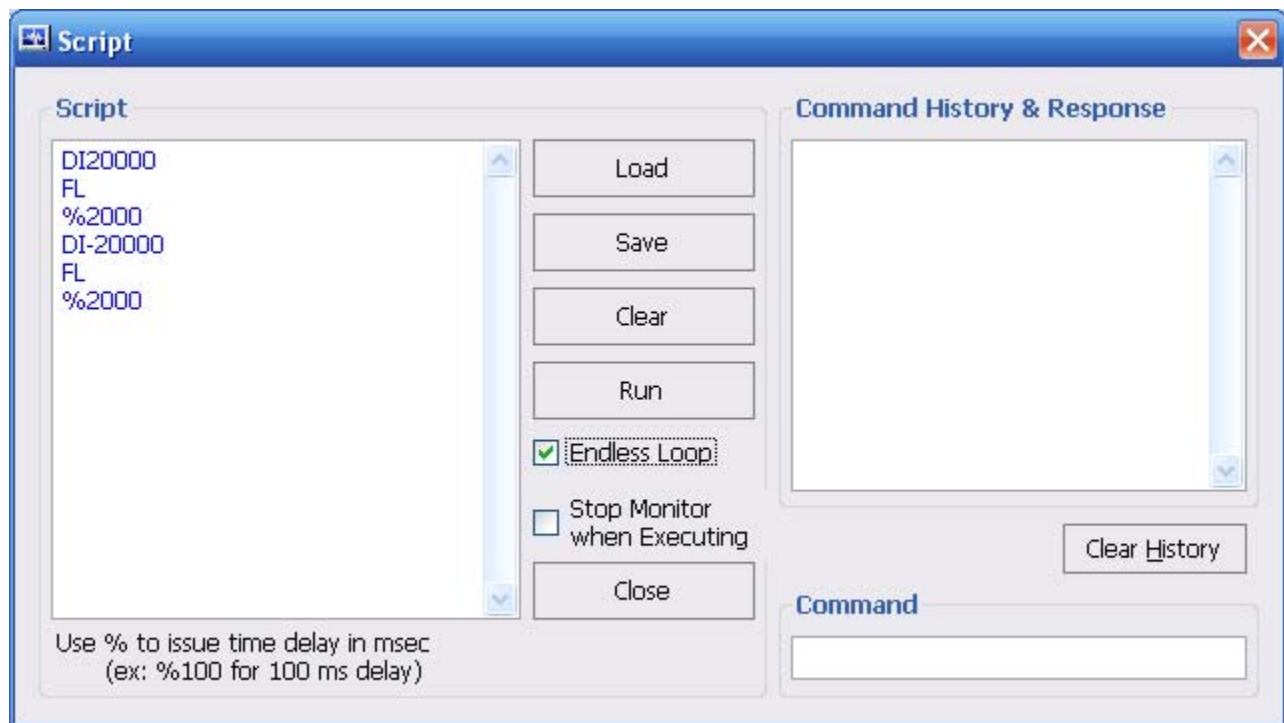 Script
Script
DI20000
FL
%2000
DI-20000
FL
%2000
Use % to issue time delay in msec
(ex: %100 for 100 ms delay)
Load
Save
Clear
Run
Endless Loop
Stop Monitor
when Executing
Close
Command History & Response
Clear History
Command